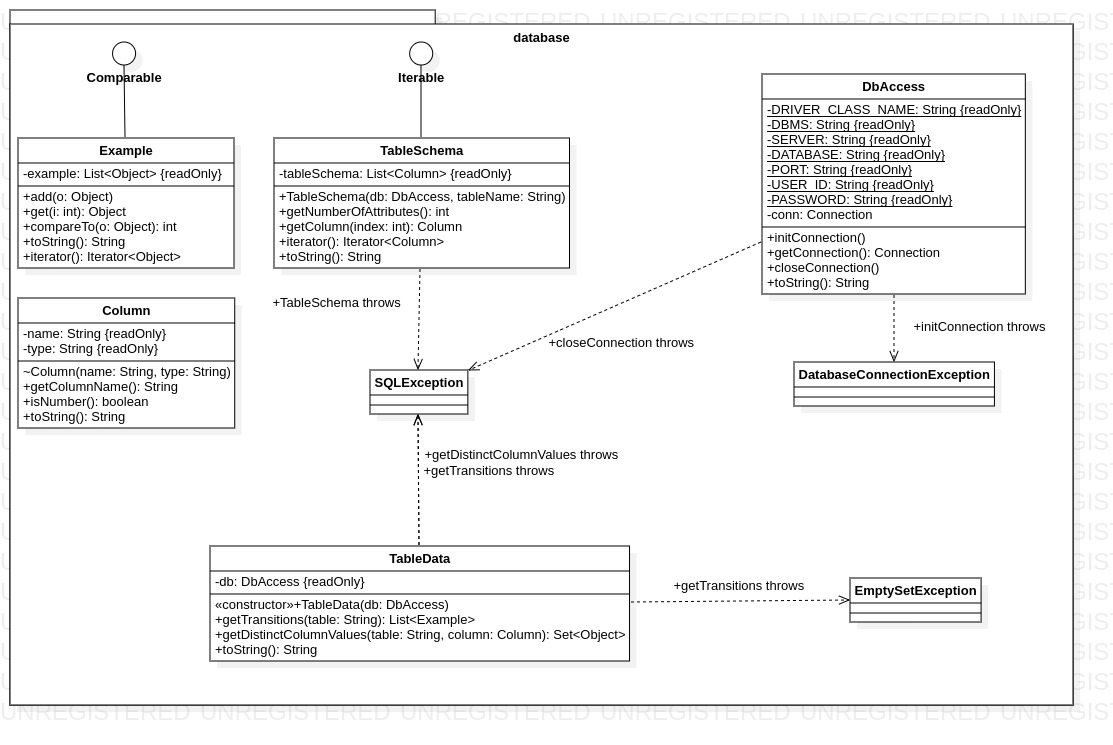 UNREGISTERED UNREGISTERED UNREGISTERED
database
Comparable
Iterable
Example
-example: List<Object> {readOnly}
+add(o: Object)
+get(i: int): Object
+compareTo(o: Object): int
+toString(): String
+iterator(): Iterator<Object>
TableSchema
-tableSchema: List<Column> {readOnly}
+TableSchema(db: DbAccess, tableName: String)
+getNumberOfAttributes(): int
+getColumn(index: int): Column
+iterator(): Iterator<Column>
+toString(): String
DbAccess
-DRIVER_CLASS_NAME: String {readOnly}
-DBMS: String {readOnly}
-SERVER: String {readOnly}
-DATABASE: String {readOnly}
-PORT: String {readOnly}
-USER_ID: String {readOnly}
-PASSWORD: String {readOnly}
-conn: Connection
+initConnection()
+getConnection(): Connection
+closeConnection()
+toString(): String
Column
-name: String {readOnly}
-type: String {readOnly}
~Column(name: String, type: String)
+getColumnName(): String
+isNumber(): boolean
+toString(): String
+TableSchema throws
+closeConnection throws
+initConnection throws
SQLException
DatabaseConnectionException
+getDistinctColumnValues throws
+getTransitions throws
TableData
-db: DbAccess {readOnly}
«constructor»+TableData(db: DbAccess)
+getTransitions(table: String): List<Example>
+getDistinctColumnValues(table: String, column: Column): Set<Object>
+toString(): String
+getTransitions throws
EmptySetException
UNREGISTERED UNREGISTERED UNREGISTERED UNREGISTERED UNREGISTERED